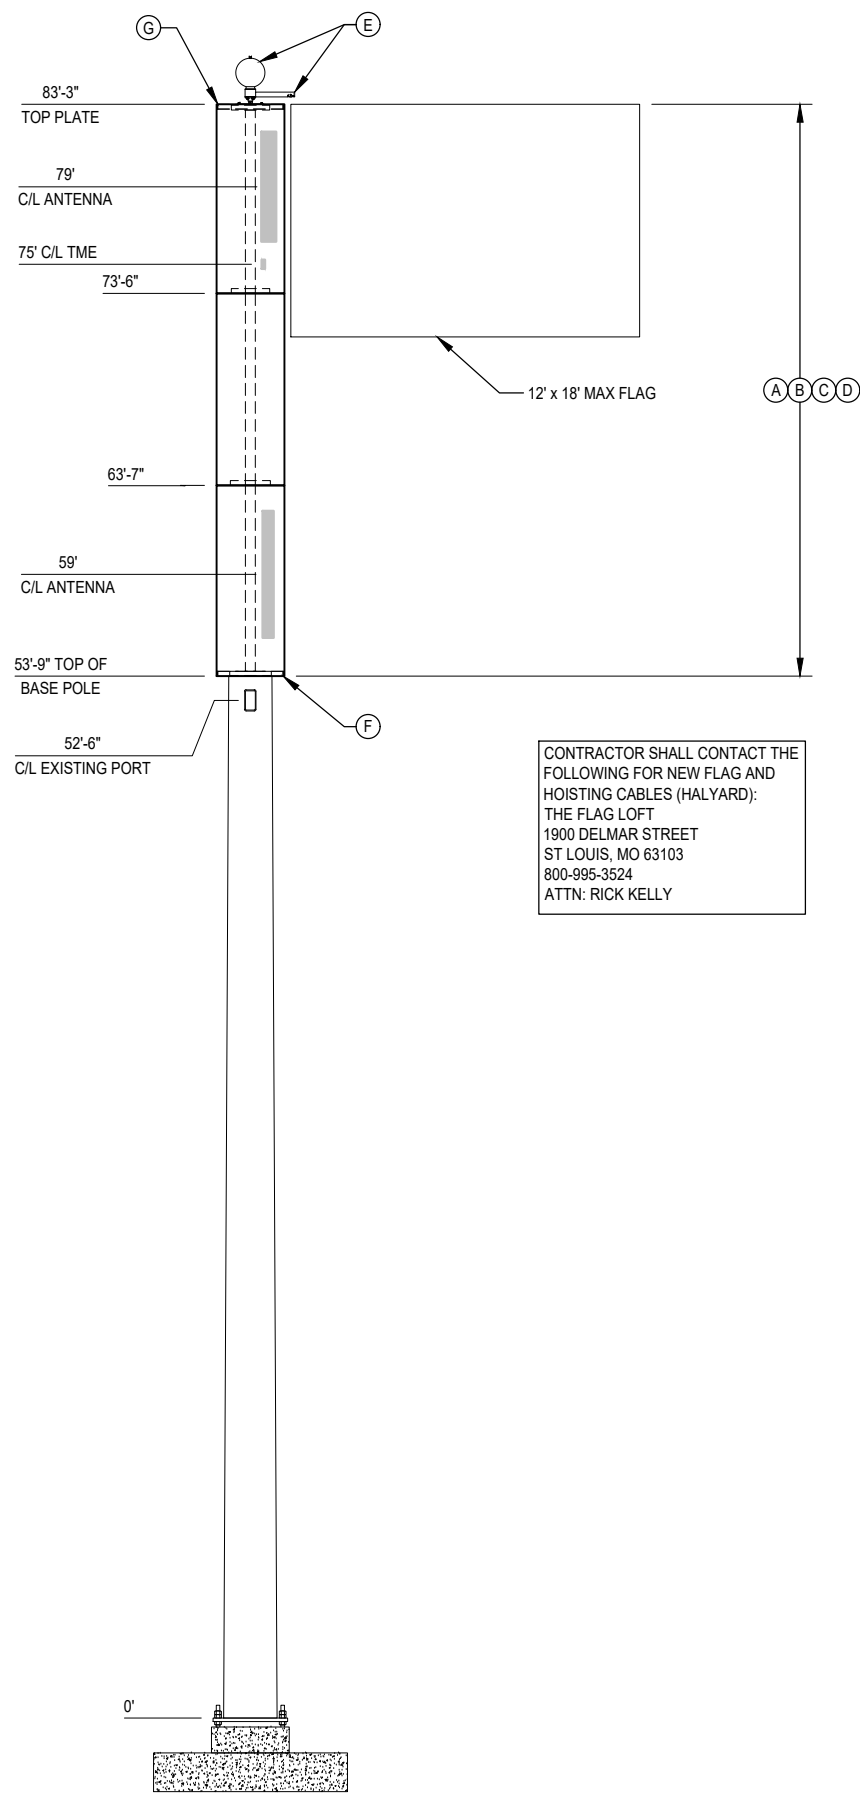 G
E
83'-3"
TOP PLATE
79'
C/L ANTENNA
75' C/L TME
73'-6"
12' x 18' MAX FLAG
A B C D
63'-7"
59'
C/L ANTENNA
53'-9" TOP OF
BASE POLE
F
52'-6"
C/L EXISTING PORT
CONTRACTOR SHALL CONTACT THE
FOLLOWING FOR NEW FLAG AND
HOISTING CABLES (HALYARD):
THE FLAG LOFT
1900 DELMAR STREET
ST LOUIS, MO 63103
800-995-3524
ATTN: RICK KELLY
0'